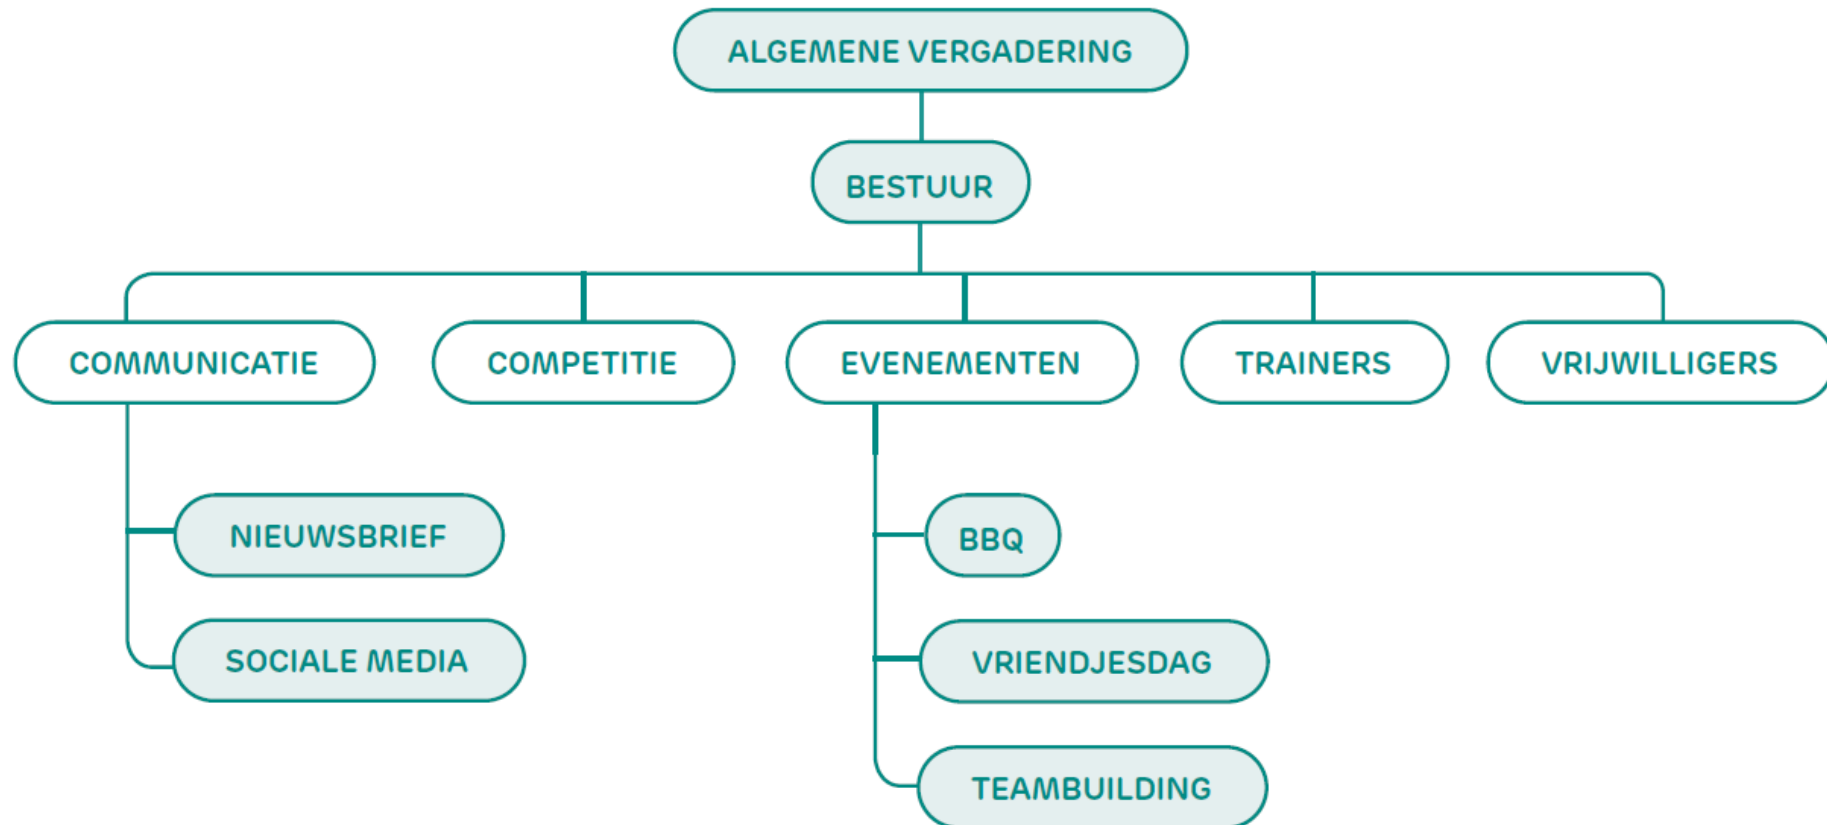 ALGEMENE VERGADERING
BESTUUR
COMMUNICATIE
COMPETITIE
EVENEMENTEN
TRAINERS
VRIJWILLIGERS
NIEUWSBRIEF
SOCIALE MEDIA
BBQ
VRIENDJESDAG
TEAMBUILDING